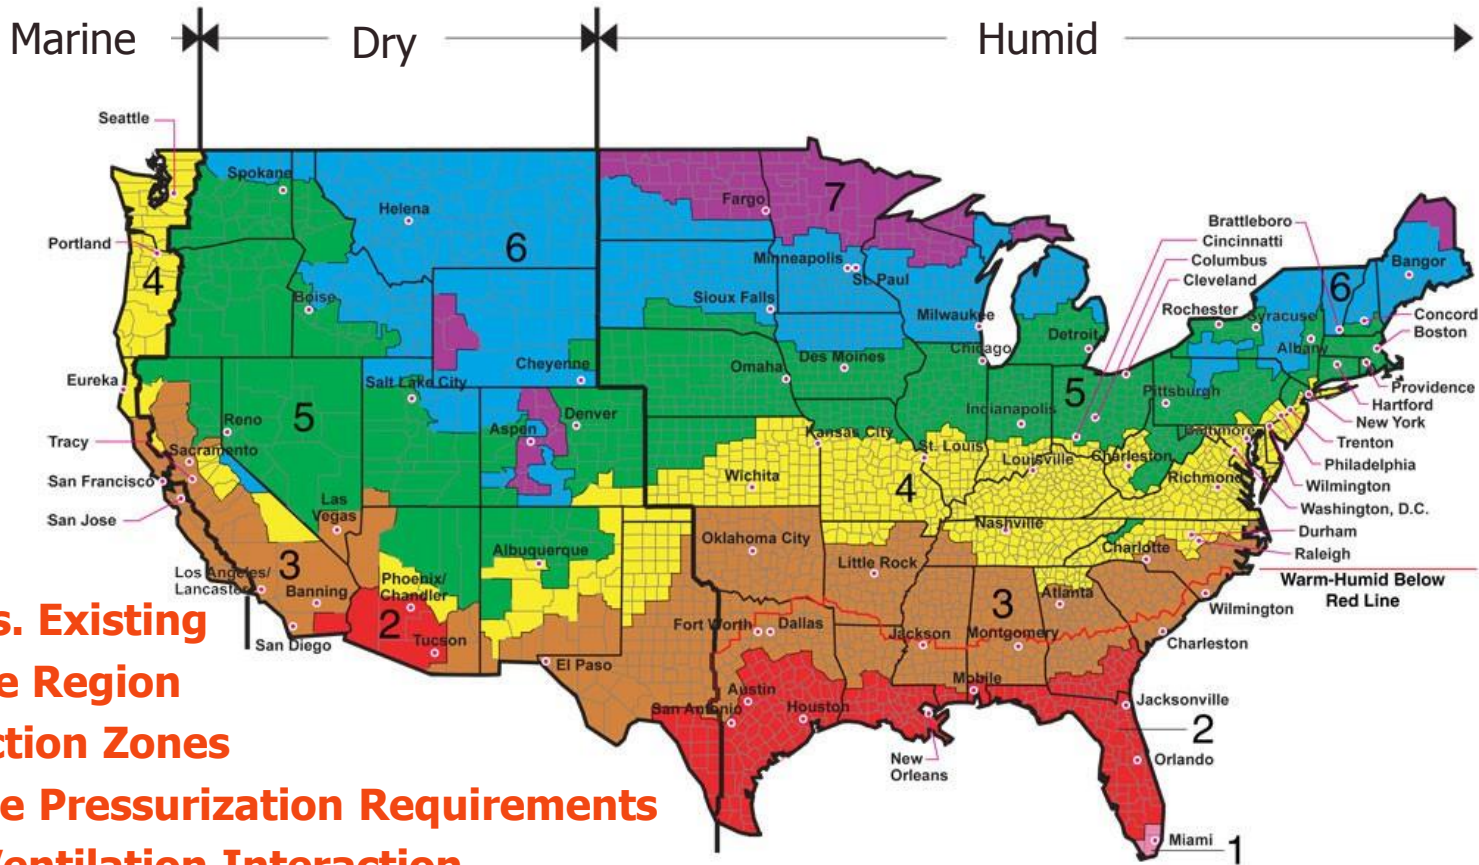 Marine
Dry
Humid
Seattle
Spokane
Helena
Fargo
7
6
Portland
4
Boise
Minneapolis
St. Paul
Sioux Falls
Milwaukee
Brattleboro
Cincinnatti
Columbus
Cleveland
Rochester
Syracuse
6
Bangor
Concord
Boston
Albany
Detroit
Chicago
Cheyenne
Des Moines
Omaha
Eureka
Salt Lake City
Reno
5
Aspen
Denver
Indianapolis
5
Pittsburgh
Providence
Hartford
New York
Trenton
Philadelphia
Wilmington
Washington, D.C.
Baltimore
Tracy
Sacramento
San Francisco
San Jose
Las
Vegas
Kansas City
St. Louis
Louisville
Charleston
Richmond
Wichita
4
Nashville
Durham
Raleigh
Charlotte
Albuquerque
Oklahoma City
Little Rock
3
Los Angeles/
Lancaster
Banning
Phoenix/
Chandler
2
Tucson
San Diego
El Paso
Fort Worth
Dallas
Jackson
Montgomery
3
Atlanta
Warm-Humid Below
Red Line
Wilmington
Charleston
Mobile
Austin
San Antonio
Houston
New
Orleans
Jacksonville
2
Orlando
Miami
1
s. Existing
e Region
ction Zones
e Pressurization Requirements
Ventilation Interaction